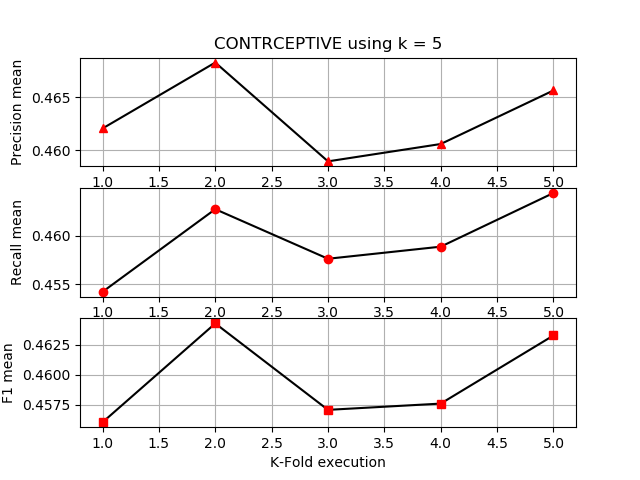 CONTRCEPTIVE using k = 5
Precision mean
0.465
0.460
1.0 1.5 2.0 2.5 3.0 3.5 4.0 4.5 5.0
Recall mean
0.460
0.455
1.0 1.5 2.0 2.5 3.0 3.5 4.0 4.5 5.0
F1 mean
0.4625
0.4600
0.4575
1.0 1.5 2.0 2.5 3.0 3.5 4.0 4.5 5.0
K-Fold execution